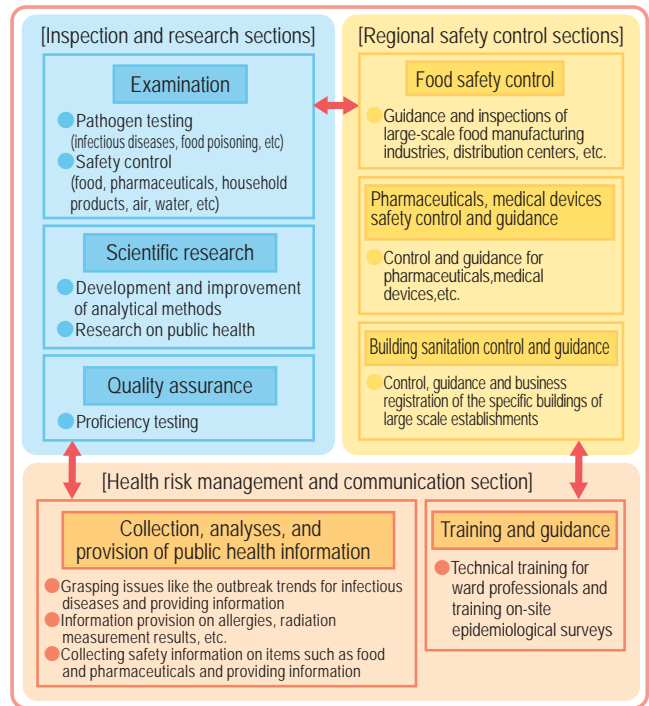 [Inspection and research sections]
Examination
Pathogen testing
(infectious diseases, food poisoning, etc)
Safety control
(food, pharmaceuticals, household
products, air, water, etc)
Scientific research
Development and improvement
of analytical methods
Research on public health
Quality assurance
Proficiency testing
[Regional safety control sections]
Food safety control
Guidance and inspections of
large-scale food manufacturing
industries, distribution centers, etc.
Pharmaceuticals, medical devices
safety control and guidance
Control and guidance for
pharmaceuticals,medical
devices,etc.
Building sanitation control and guidance
Control, guidance and business
registration of the specific buildings of
large scale establishments
[Health risk management and communication section]
Collection, analyses, and
provision of public health information
Grasping issues like the outbreak trends for infectious
diseases and providing information
Information provision on allergies, radiation
measurement results, etc.
Collecting safety information on items such as food
and pharmaceuticals and providing information
Training and guidance
Technical training for
ward professionals and
training on-site
epidemiological surveys